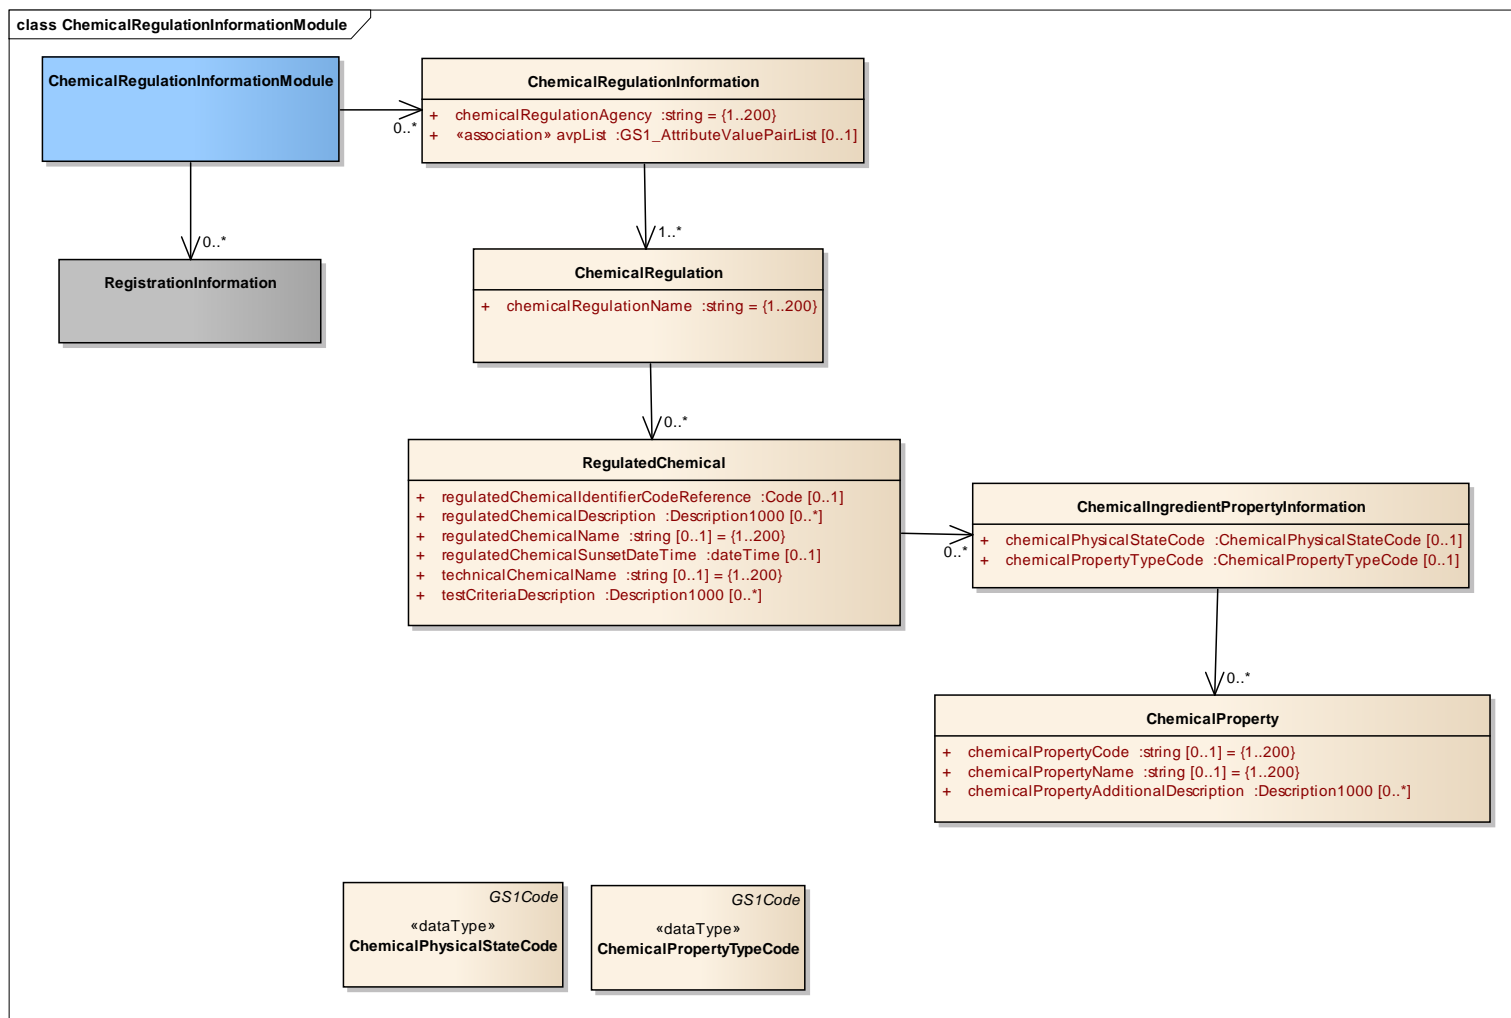 class ChemicalRegulationInformationModule
ChemicalRegulationInformationModule
ChemicalRegulationInformation
+ chemicalRegulationAgency :string = {1..200}
+ «association» avpList :GS1_AttributeValuePairList [0..1]
0..*
0..*
RegistrationInformation
1..*
ChemicalRegulation
+ chemicalRegulationName :string = {1..200}
0..*
RegulatedChemical
+ regulatedChemicalIdentifierCodeReference :Code [0..1]
+ regulatedChemicalDescription :Description1000 [0..*]
+ regulatedChemicalName :string [0..1] = {1..200}
+ regulatedChemicalSunsetDateTime :dateTime [0..1]
+ technicalChemicalName :string [0..1] = {1..200}
+ testCriteriaDescription :Description1000 [0..*]
0..*
ChemicalIngredientPropertyInformation
+ chemicalPhysicalStateCode :ChemicalPhysicalStateCode [0..1]
+ chemicalPropertyTypeCode :ChemicalPropertyTypeCode [0..1]
0..*
ChemicalProperty
+ chemicalPropertyCode :string [0..1] = {1..200}
+ chemicalPropertyName :string [0..1] = {1..200}
+ chemicalPropertyAdditionalDescription :Description1000 [0..*]
GS1Code
«dataType»
ChemicalPhysicalStateCode
GS1Code
«dataType»
ChemicalPropertyTypeCode